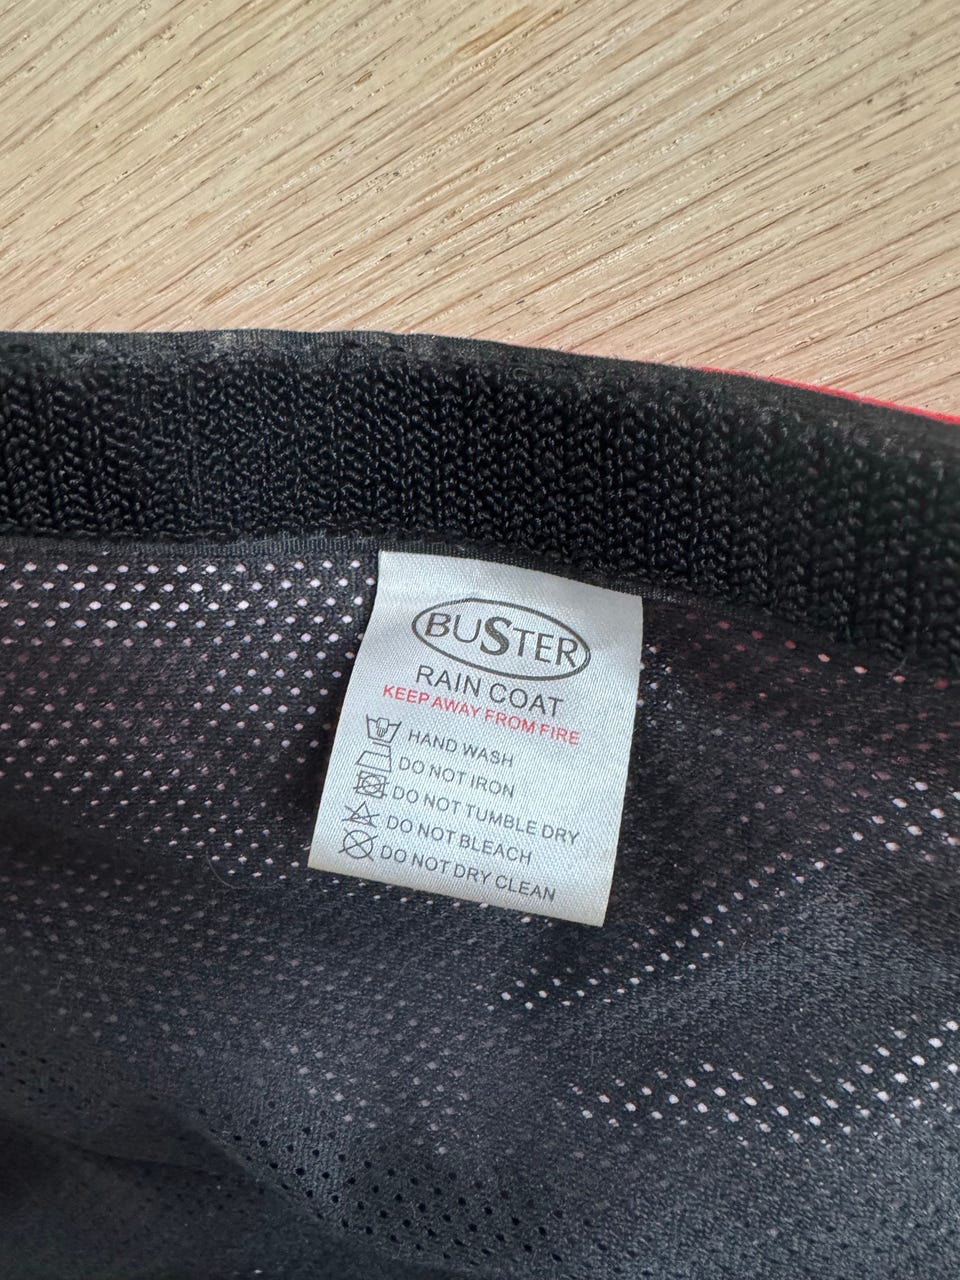 BUSTER
RAIN COAT
KEEP AWAY FROM FIRE
HAND WASH
DO NOT IRON
DO NOT TUMBLE DRY
DO NOT BLEACH
DO NOT DRY CLEAN